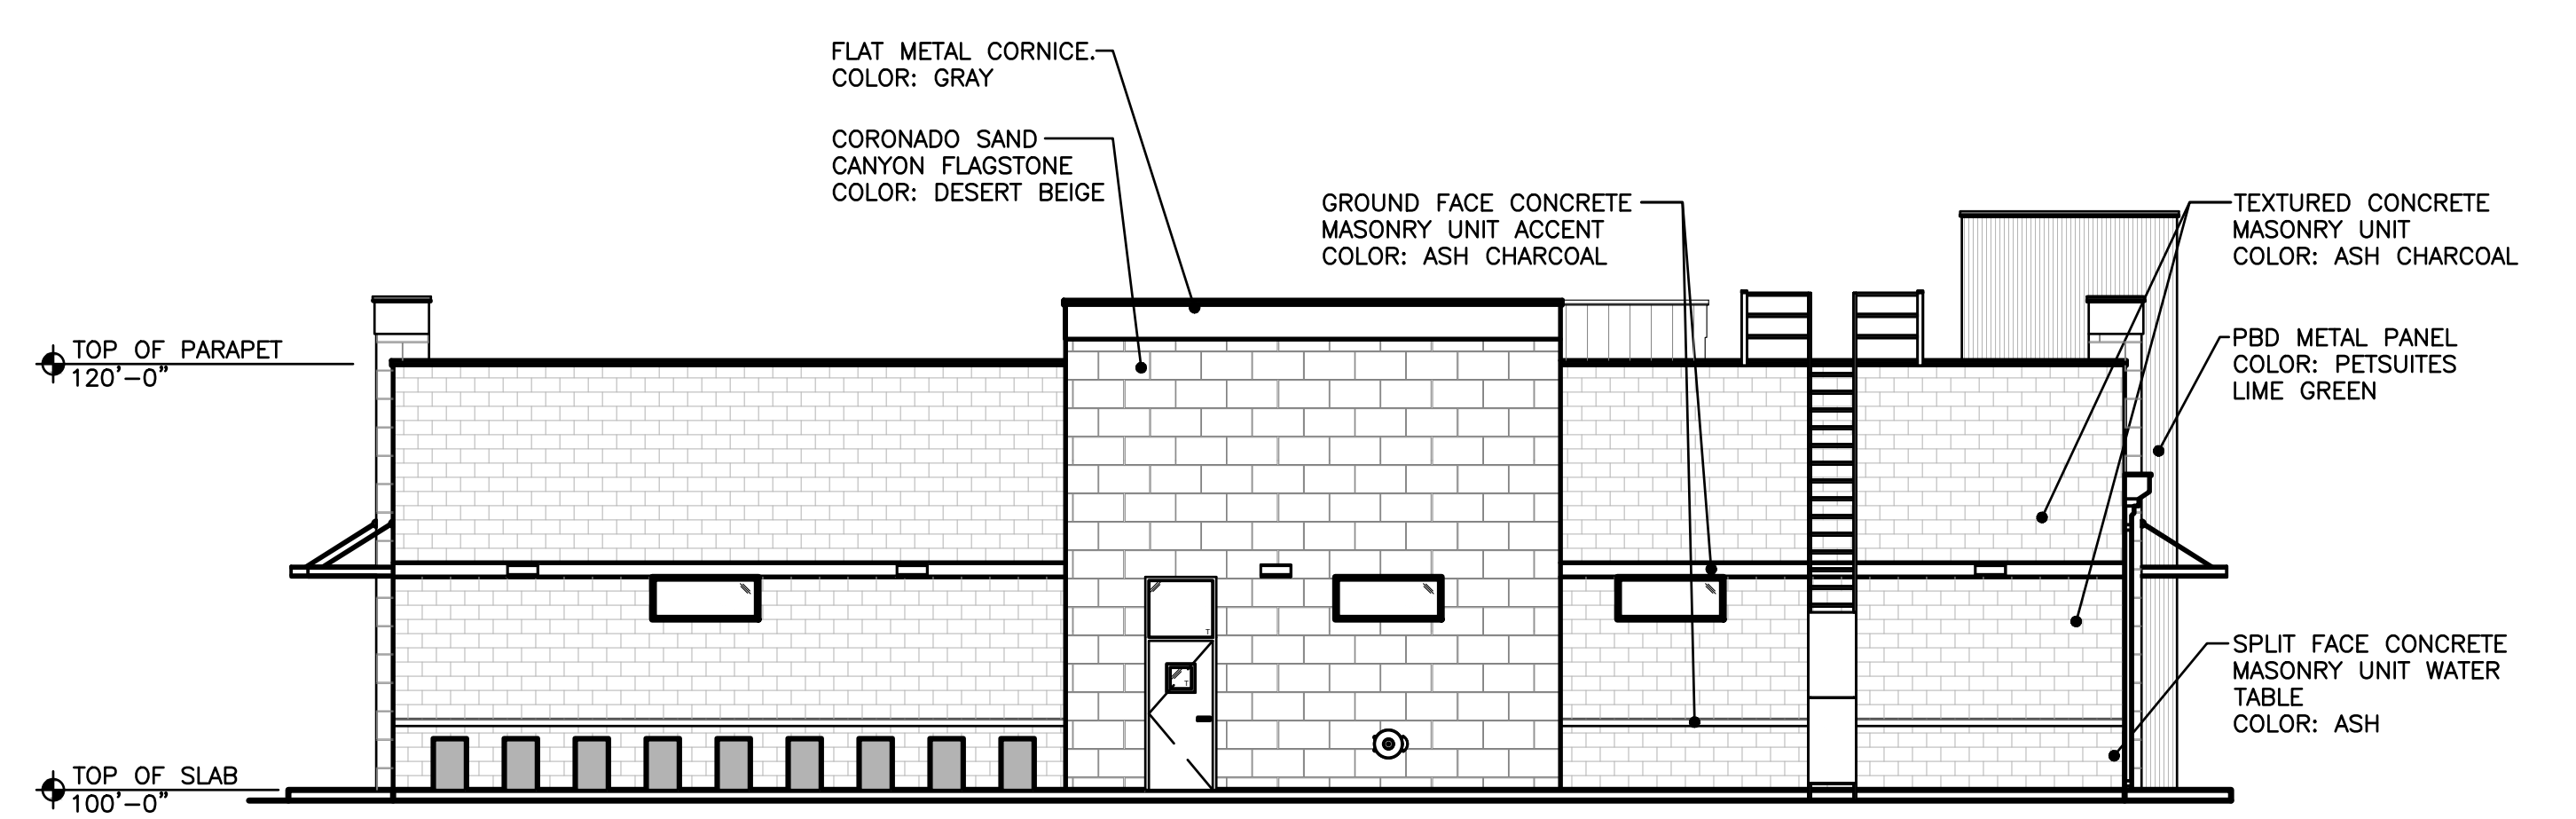 FLAT METAL CORNICE.
COLOR: GRAY
CORONADO SAND
CANYON FLAGSTONE
COLOR: DESERT BEIGE
GROUND FACE CONCRETE
MASONRY UNIT ACCENT
COLOR: ASH CHARCOAL
TEXTURED CONCRETE
MASONRY UNIT
COLOR: ASH CHARCOAL
PBD METAL PANEL
COLOR: PETSUITES
LIME GREEN
TOP OF PARAPET
120'-0"
SPLIT FACE CONCRETE
MASONRY UNIT WATER
TABLE
COLOR: ASH
T
T
TOP OF SLAB
100'-0"